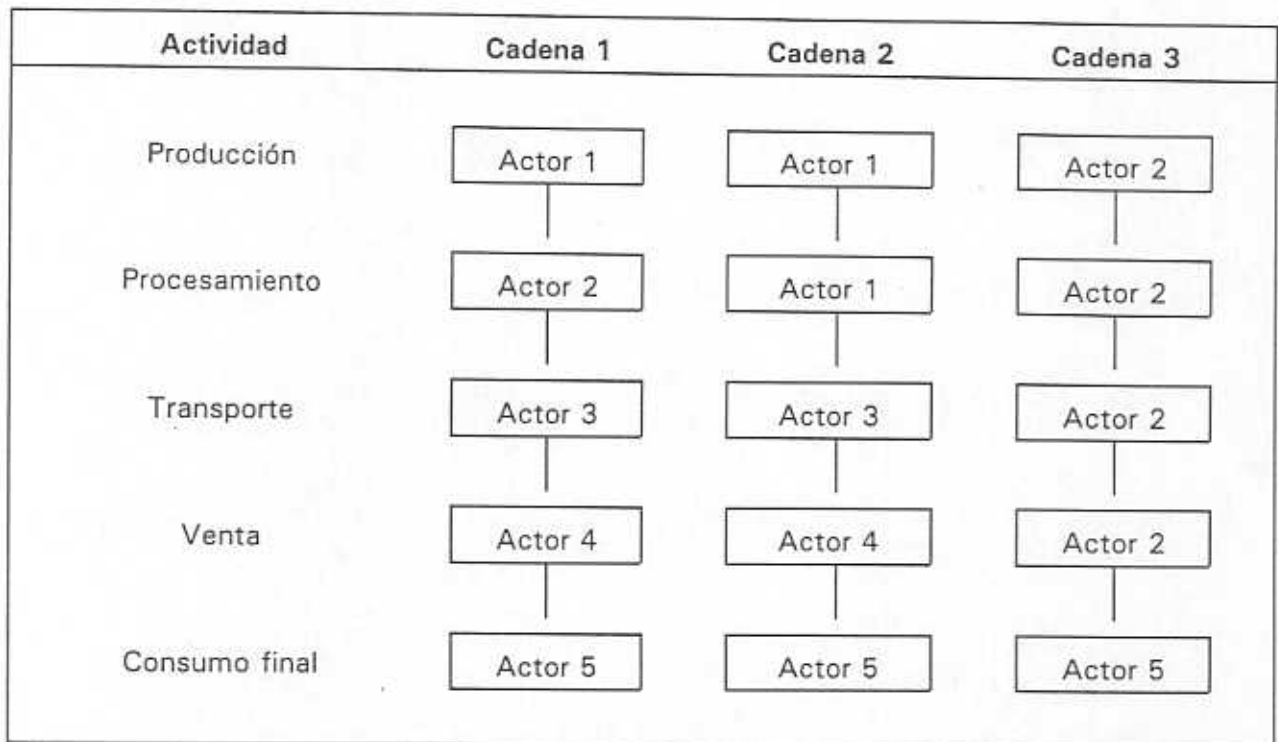 Actividad Cadena 1 Cadena 2 Cadena 3
Producción Actor 1 Actor 1 Actor 2
Procesamiento Actor 2 Actor 1 Actor 2
Transporte Actor 3 Actor 3 Actor 2
Venta Actor 4 Actor 4 Actor 2
Consumo final Actor 5 Actor 5 Actor 5